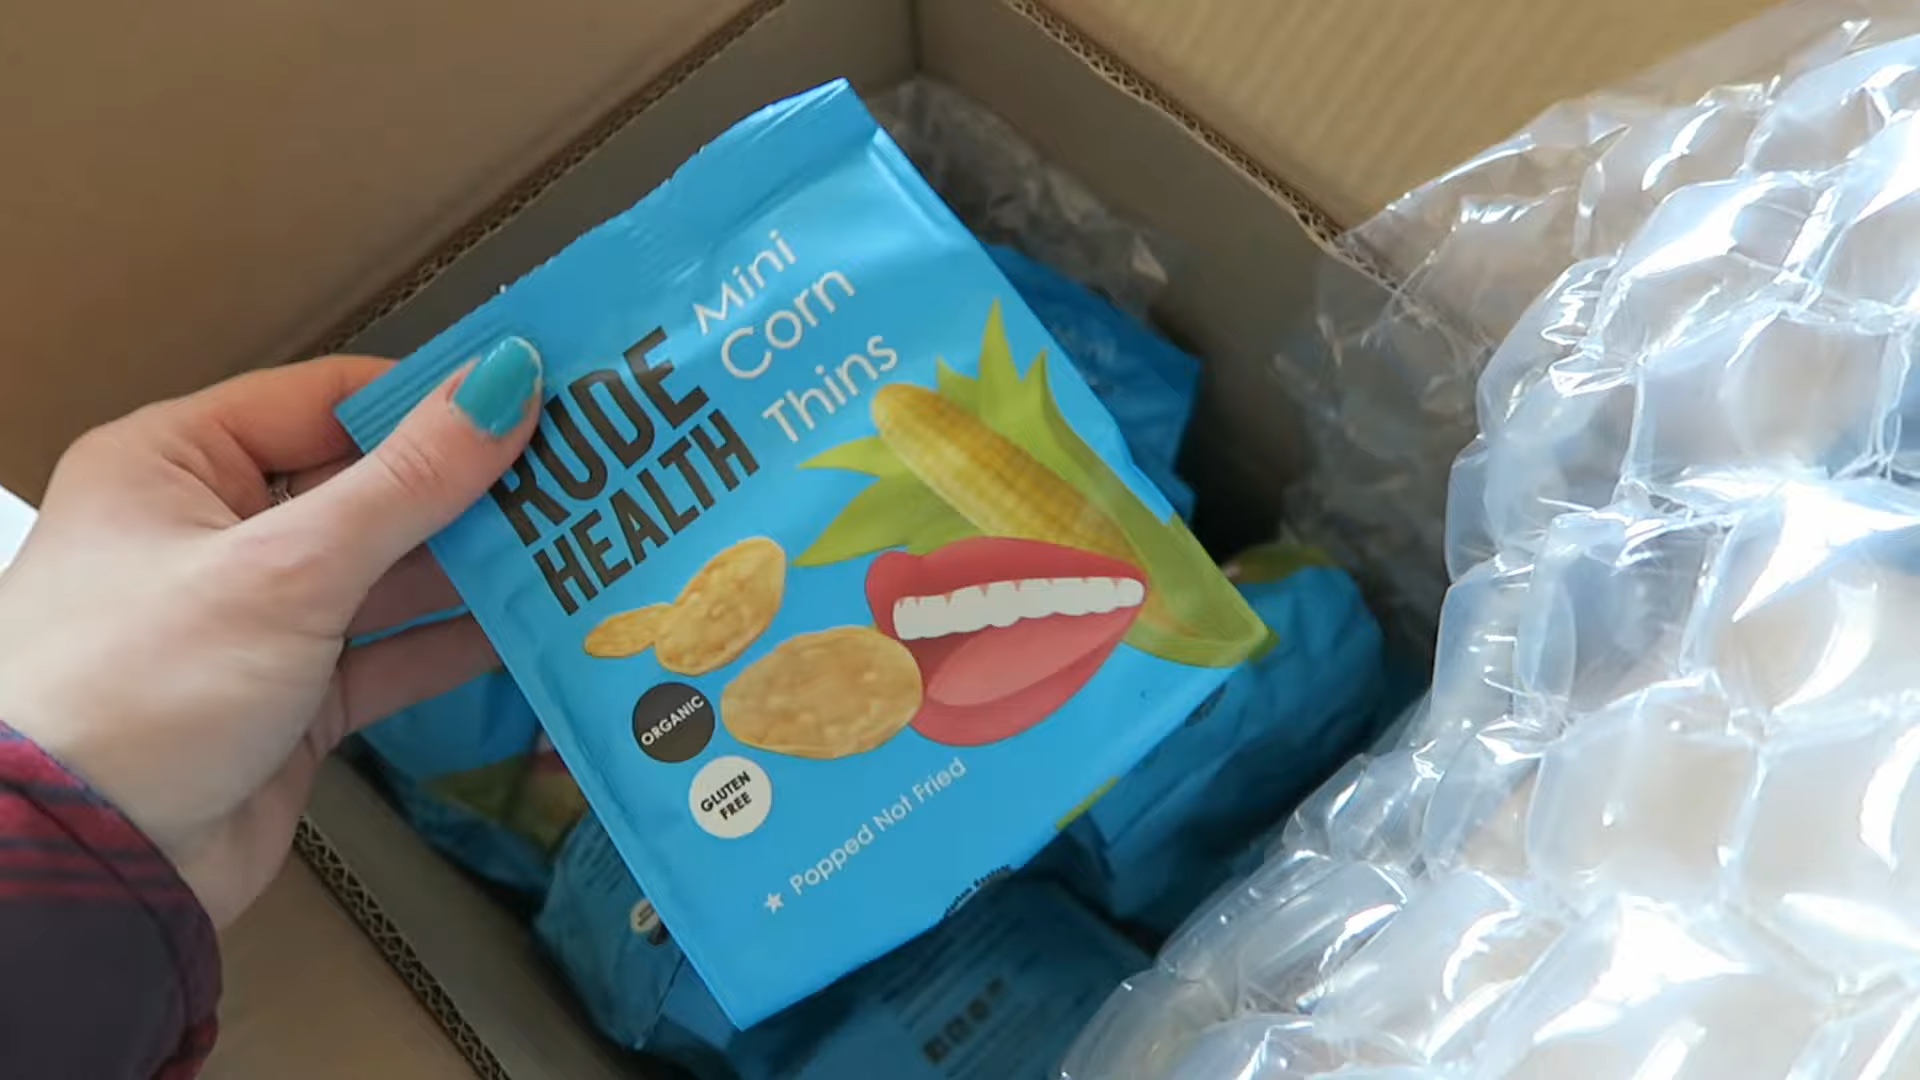 RUDE
HEALTH
Mini
Corn
Thins
ORGANIC
GLUTEN
FREE
★ Popped Not Fried